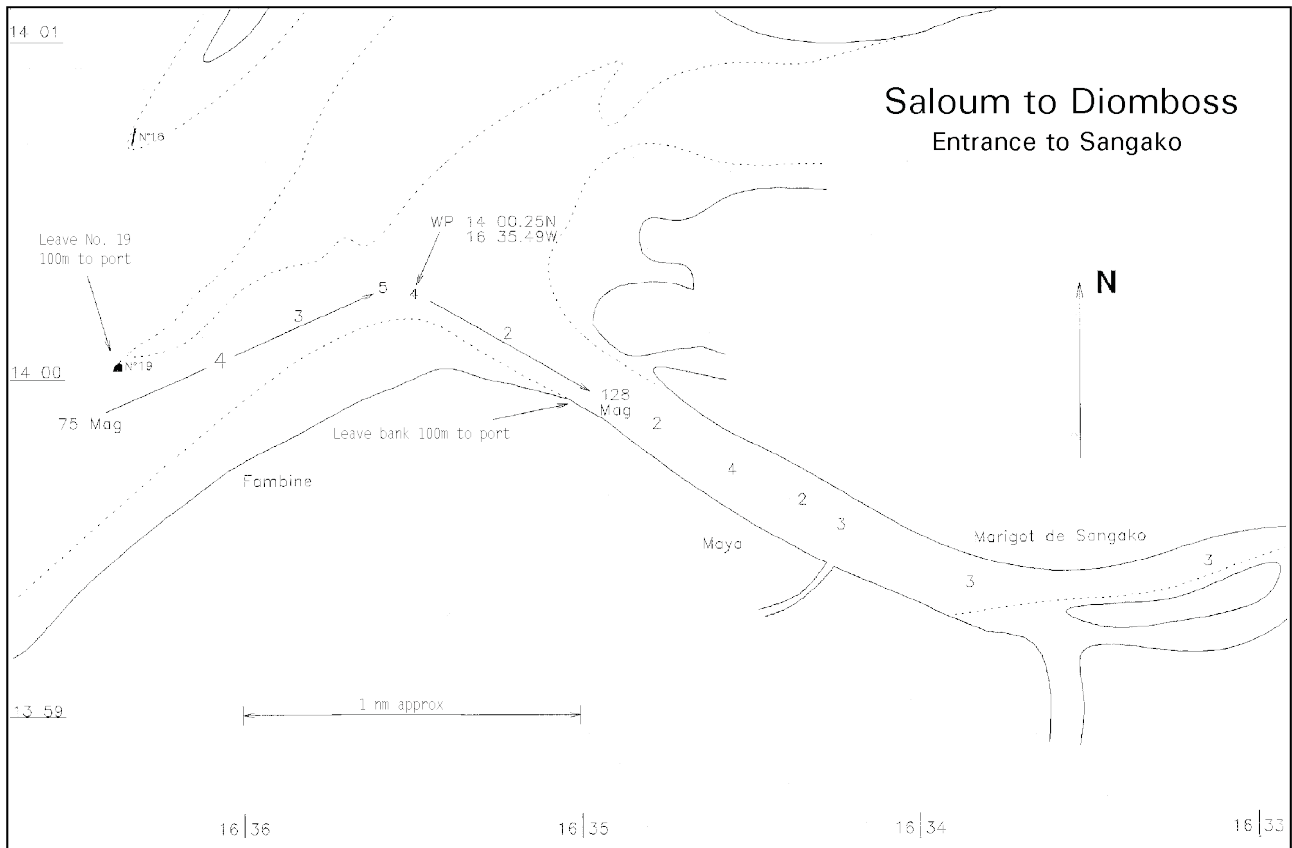 14 01
Saloum to Diomboss
Entrance to Sangako
N°16
WP 14 00.25N
16 35.49W
Leave No. 19
100m to port
N
5
4
3
2
4
N°19
14 00
128
Mag
75 Mag
2
Leave bank 100m to port
4
Fambine
2
3
Maya
Marigot de Sangako
3
3
1 nm approx
13 59
16 36
16 35
16 34
16 33